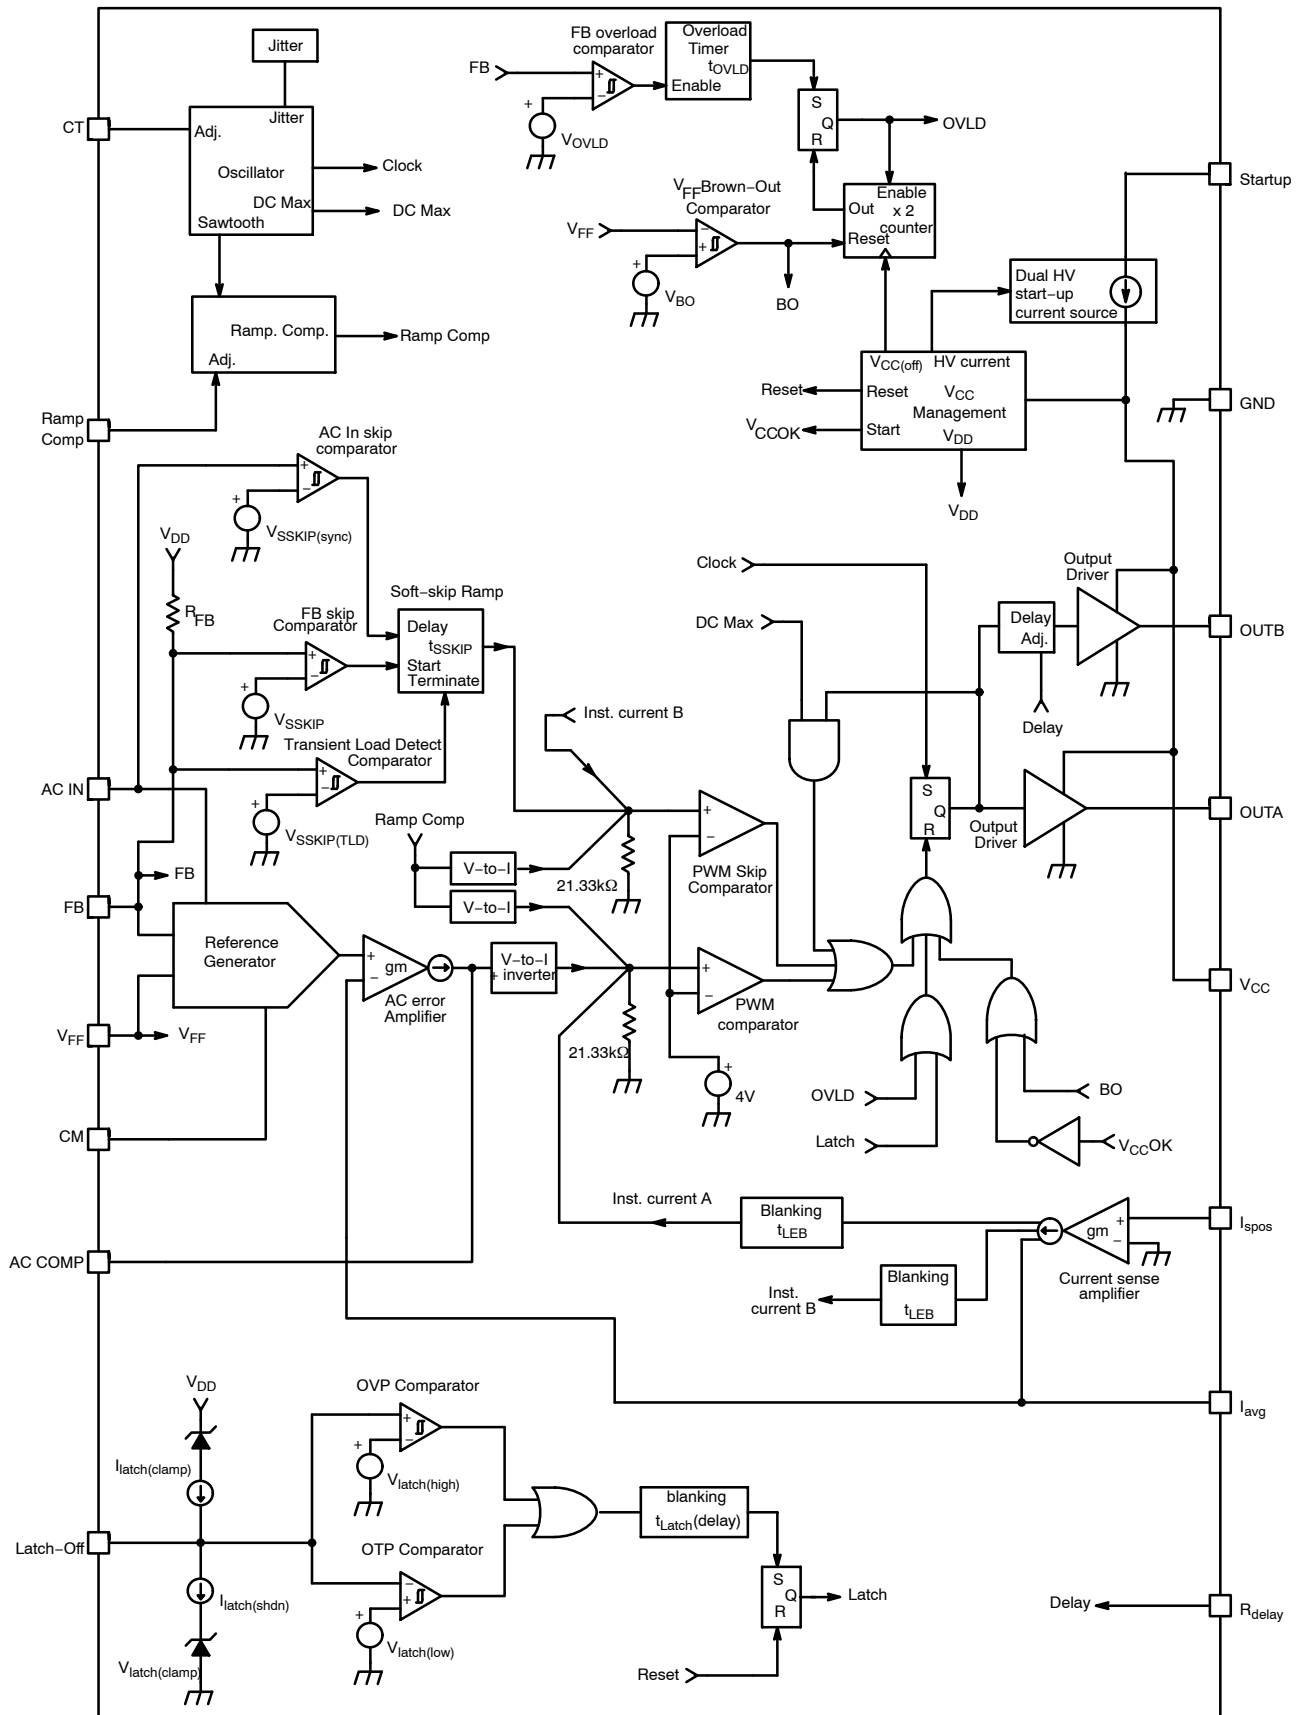 Jitter
CT
Adj.
Jitter
Oscillator
DC Max
Sawtooth
Clock
DC Max
Ramp. Comp.
Adj.
Ramp Comp
Ramp
Comp
FB overload
comparator
FB
+
−
+
VOVLD
Overload
Timer
tOVLD
Enable
S
Q
R
OVLD
VFF Brown−Out
Comparator
VFF
−
+
+
VBO
BO
Enable
x 2
counter
Out
Reset
Startup
Dual HV
start−up
current source
VCC(off)
HV current
Reset
VCC
Management
Start
VDD
Reset
VCCOK
VDD
GND
AC In skip
comparator
+
−
+
VSSKIP(sync)
VDD
RFB
FB skip
Comparator
+
−
+
VSSKIP
Soft−skip Ramp
Delay
tSSKIP
Start
Terminate
Transient Load Detect
Comparator
+
−
+
VSSKIP(TLD)
Clock
DC Max
Inst. current B
Output
Driver
Delay
Adj.
Delay
OUTB
AC IN
Ramp Comp
V−to−I
V−to−I
21.33kΩ
+
−
PWM Skip
Comparator
S
Q
R
Output
Driver
OUTA
FB
FB
Reference
Generator
+
−
gm
AC error
Amplifier
V−to−I
+ inverter
21.33kΩ
+
−
PWM
comparator
+
4V
VCC
VFF
VFF
OVLD
Latch
BO
VCCOK
CM
Inst. current A
Blanking
tLEB
gm
+
−
Current sense
amplifier
Ispos
AC COMP
Inst.
current B
Blanking
tLEB
Iavg
VDD
Ilatch(clamp)
Latch−Off
Ilatch(shdn)
Vlatch(clamp)
OVP Comparator
+
−
+
Vlatch(high)
OTP Comparator
−
+
+
Vlatch(low)
blanking
tLatch(delay)
S
Q
R
Latch
Reset
Delay
Rdelay